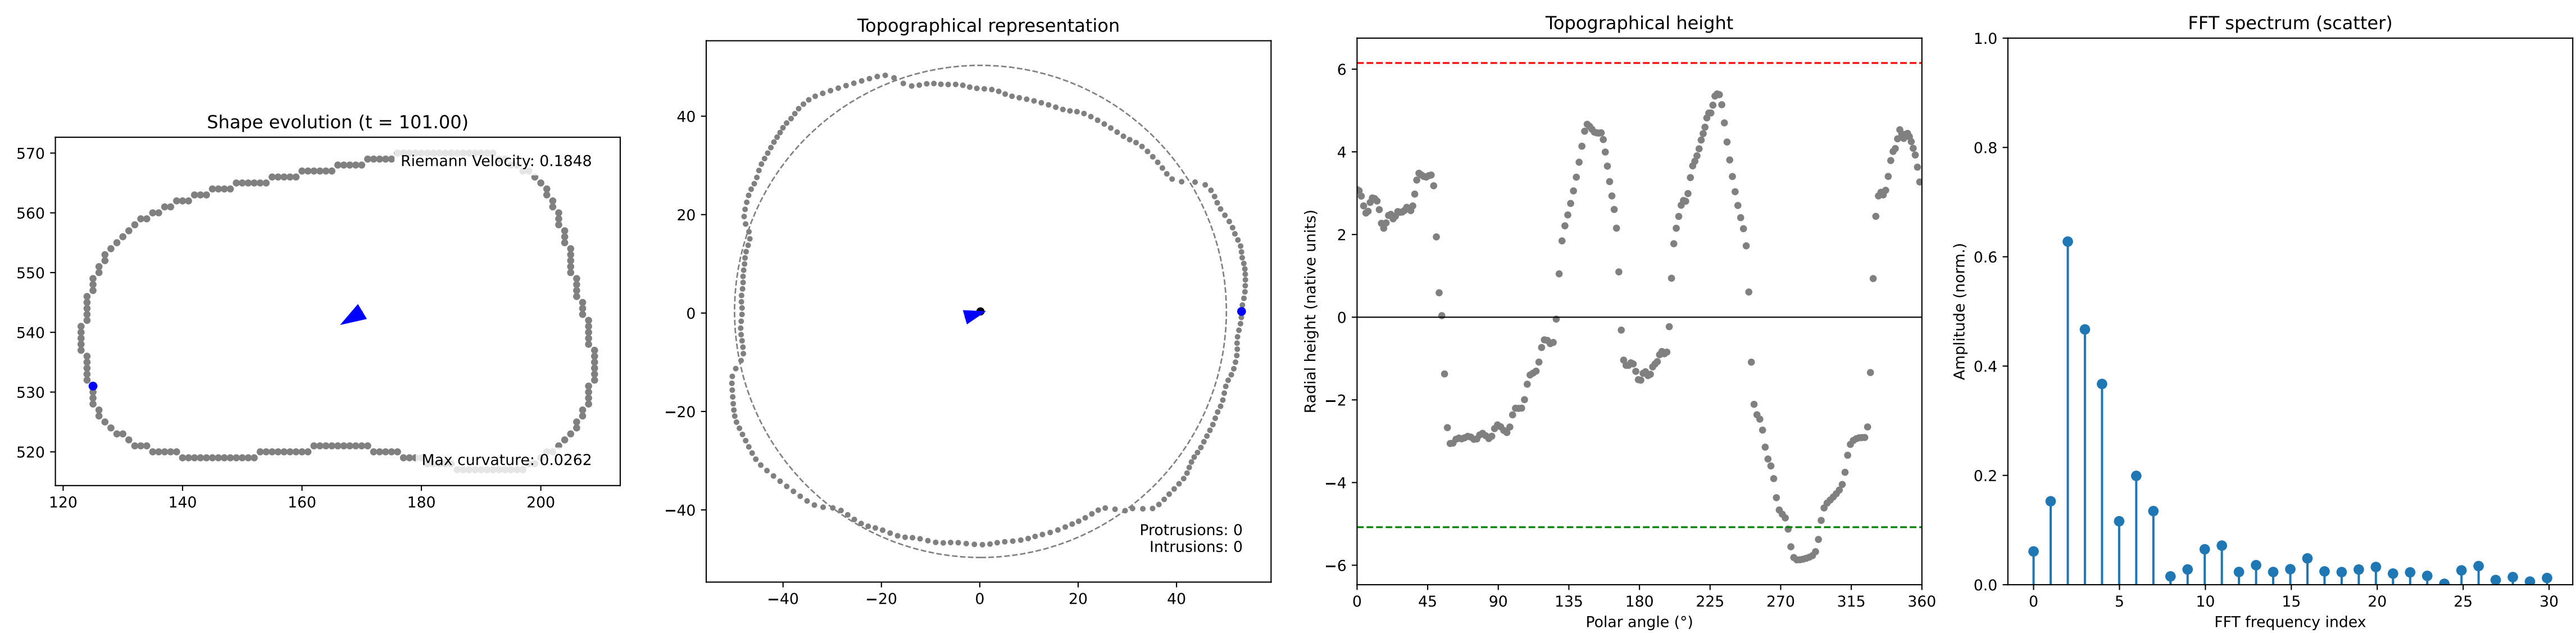 Shape evolution (t = 101.00)
570
560
550
540
530
520
120 140 160 180 200
Riemann Velocity: 0.1848
Max curvature: 0.0262
Topographical representation
40
20
0
−20
−40
−40 −20 0 20 40
Protrusions: 0
Intrusions: 0
Topographical height
Radial height (native units)
6
4
2
0
−2
−4
−6
0 45 90 135 180 225 270 315 360
Polar angle (°)
FFT spectrum (scatter)
Amplitude (norm.)
1.0
0.8
0.6
0.4
0.2
0.0
0 5 10 15 20 25 30
FFT frequency index